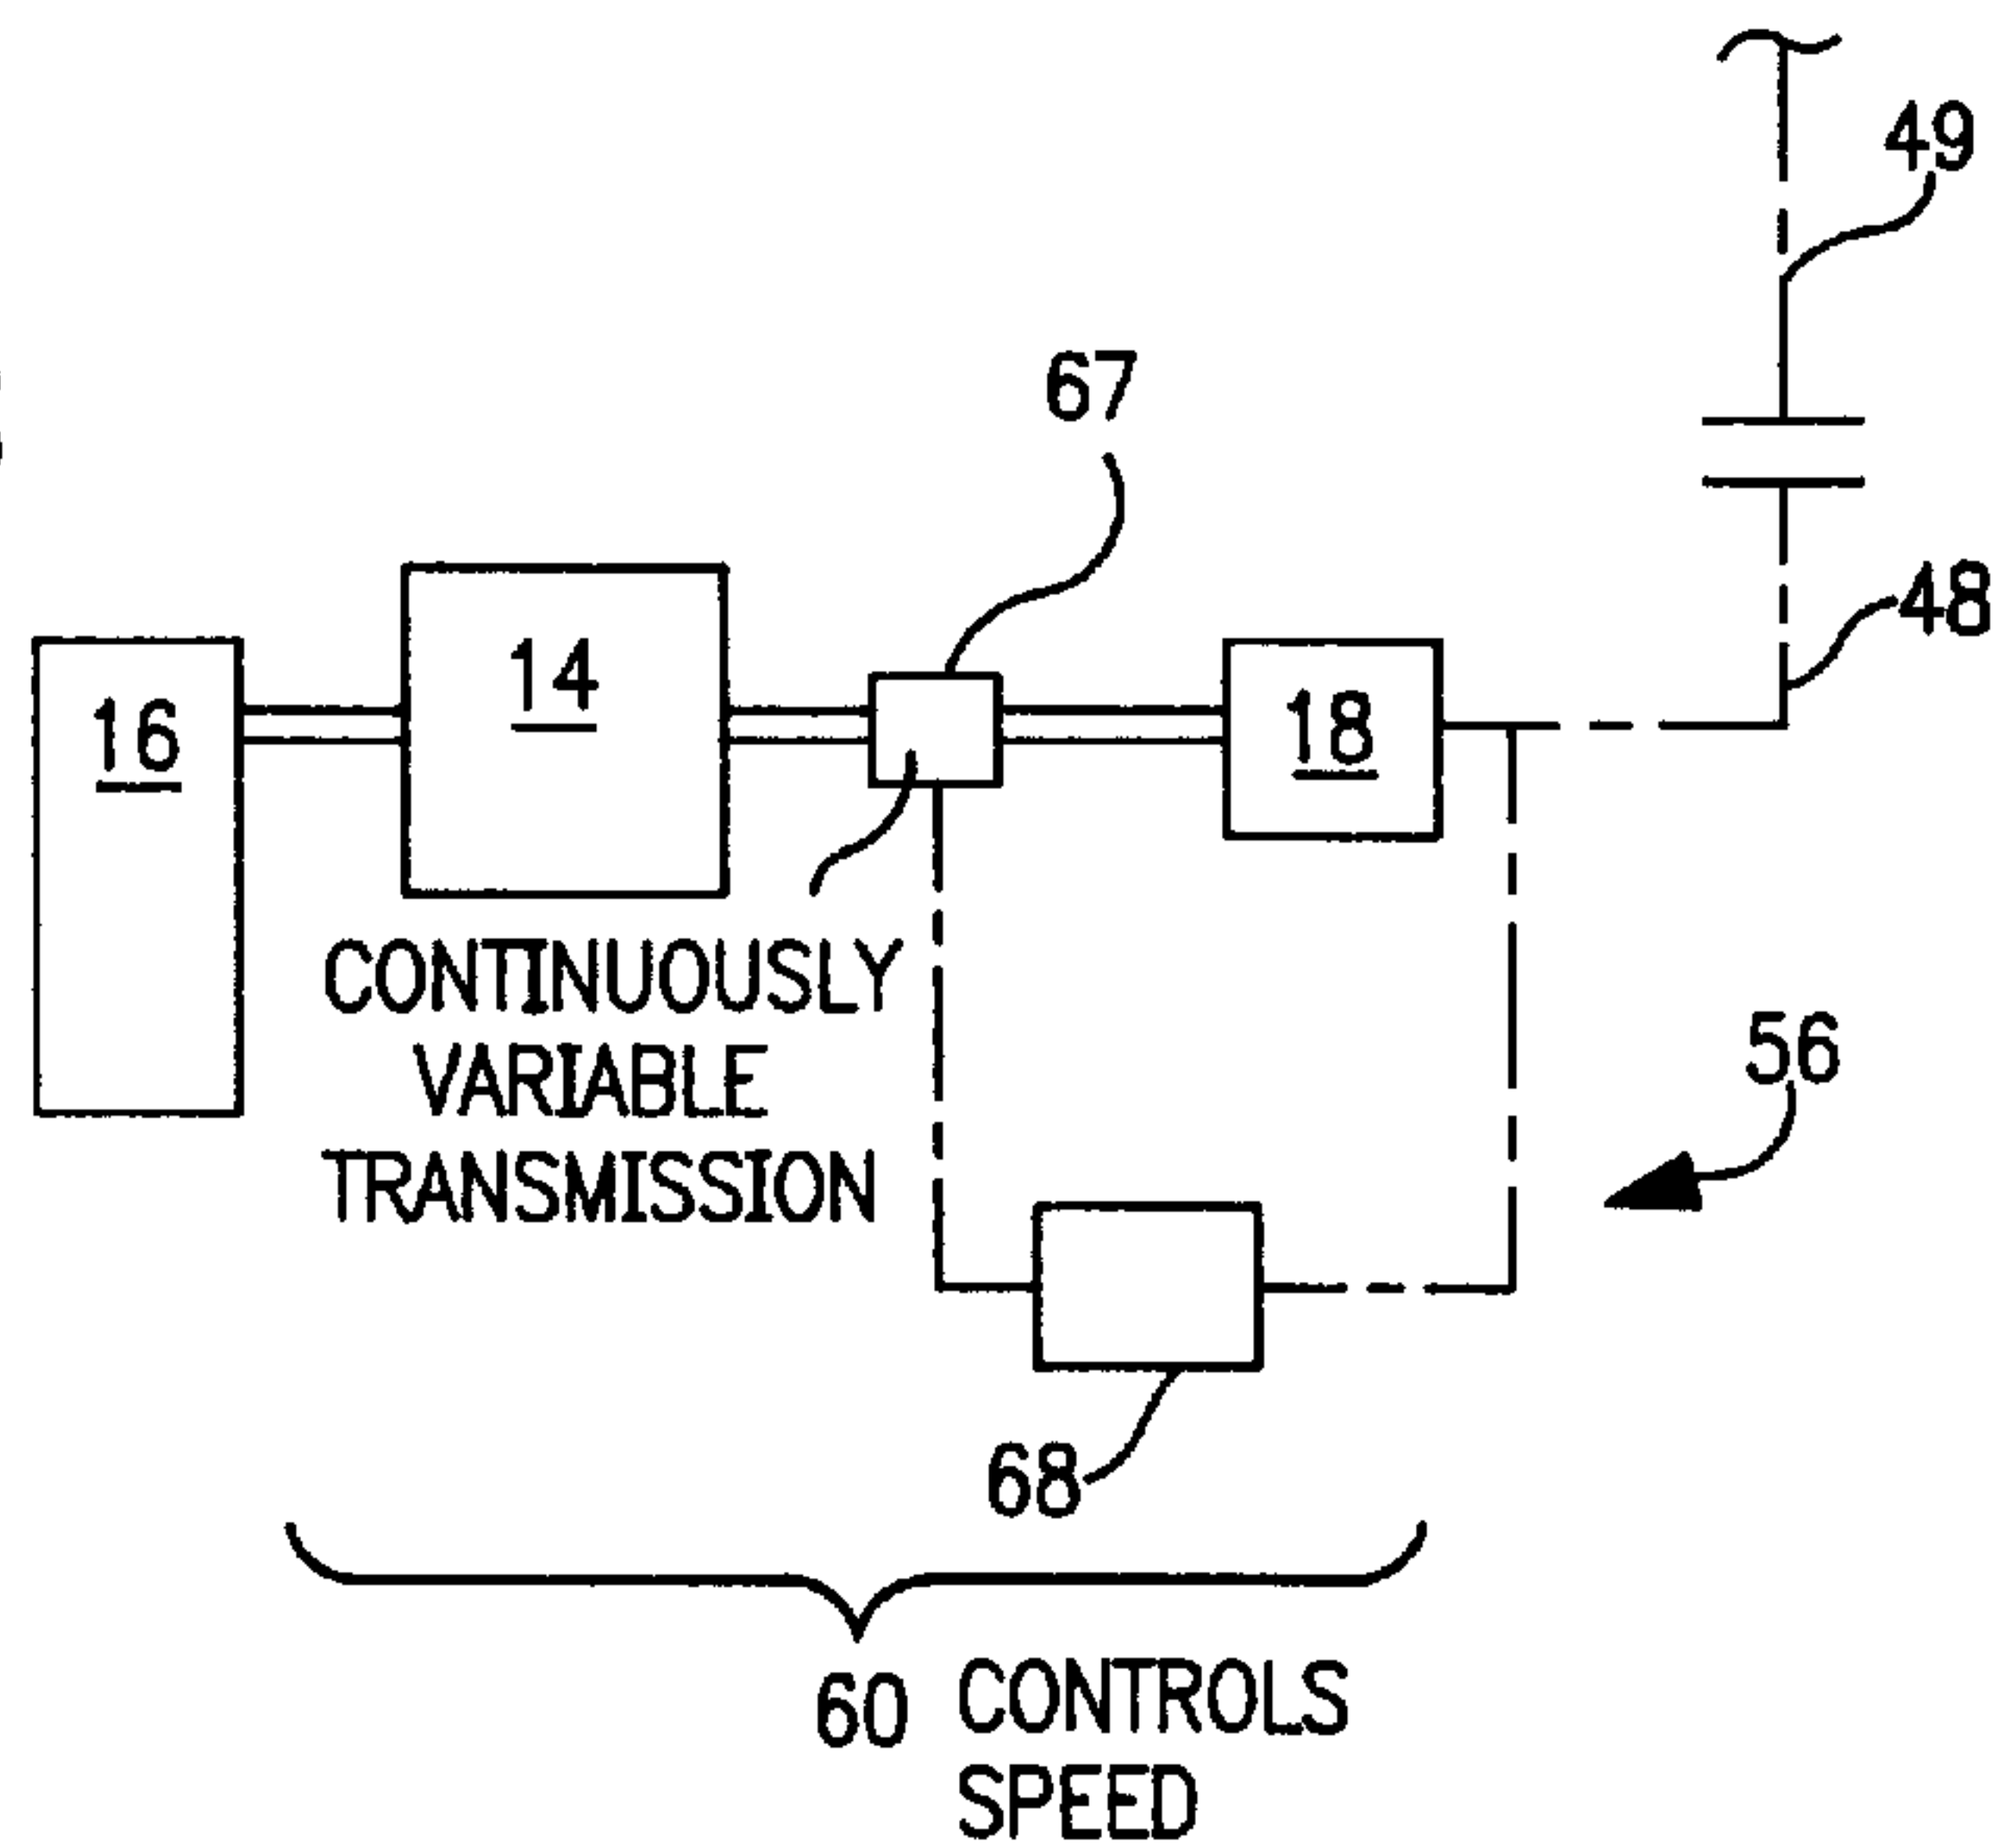 49
67
48
14
16
18
CONTINUOUSLY
VARIABLE
TRANSMISSION
56
68
60 CONTROLS
SPEED